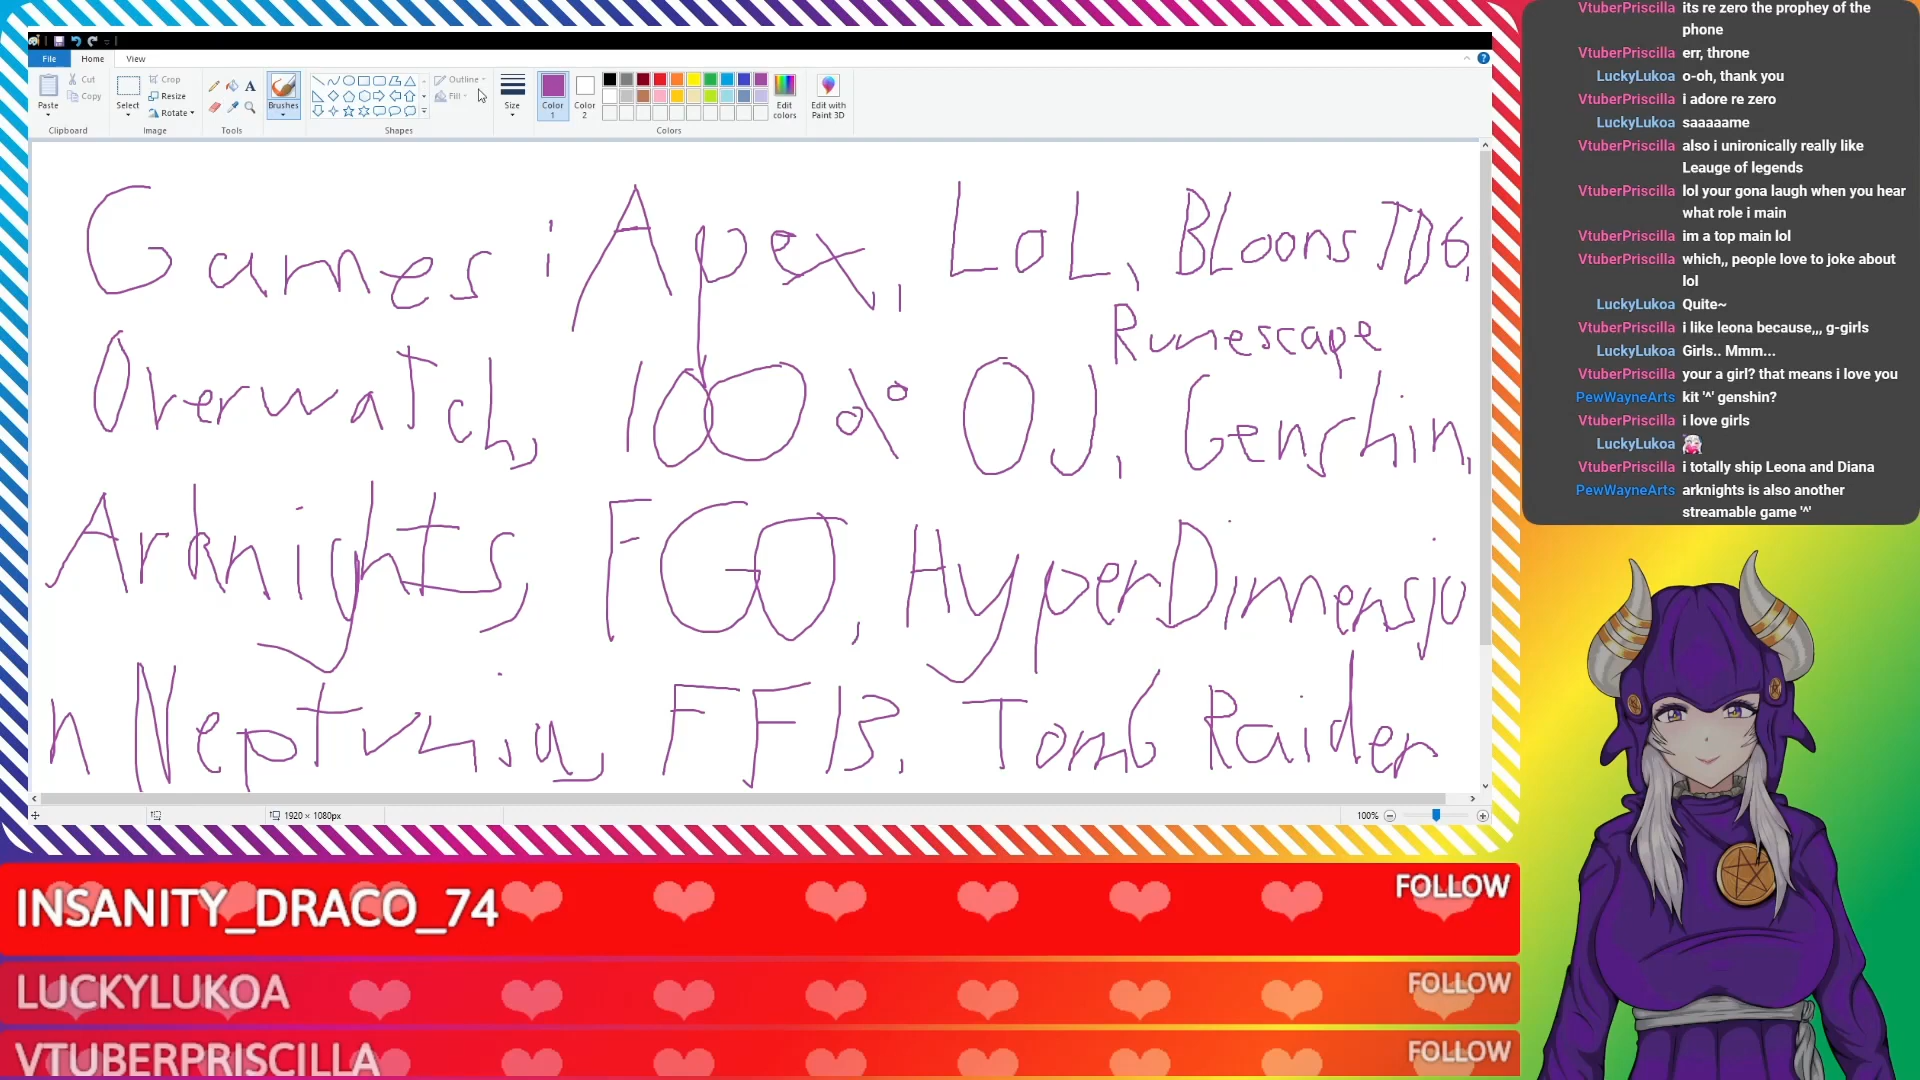 File Home View
Paste Cut Copy Clipboard
Select Crop Resize Rotate Image
A Tools
Brushes
Outline Fill Shapes
Size
Color 1 Color 2 Edit colors Colors
Edit with Paint 3D
Games: Apex, LoL, BLoons TD6,
Runescape
Overwatch, 100% OJ, Genshin,
Arknights, FGO, HyperDimensio
n Neptunia, FF13, Tomb Raider
1920 × 1080px 100%
VtuberPriscilla its re zero the prophey of the
phone
VtuberPriscilla err, throne
LuckyLukoa o-oh, thank you
VtuberPriscilla i adore re zero
LuckyLukoa saaaaame
VtuberPriscilla also i unironically really like
Leauge of legends
VtuberPriscilla lol your gona laugh when you hear
what role i main
VtuberPriscilla im a top main lol
VtuberPriscilla which,, people love to joke about
lol
LuckyLukoa Quite~
VtuberPriscilla i like leona because,,, g-girls
LuckyLukoa Girls.. Mmm...
VtuberPriscilla your a girl? that means i love you
PewWayneArts kit '^' genshin?
VtuberPriscilla i love girls
LuckyLukoa
VtuberPriscilla i totally ship Leona and Diana
PewWayneArts arknights is also another
streamable game '^'
INSANITY_DRACO_74 FOLLOW
LUCKYLUKOA FOLLOW
VTUBERPRISCILLA FOLLOW